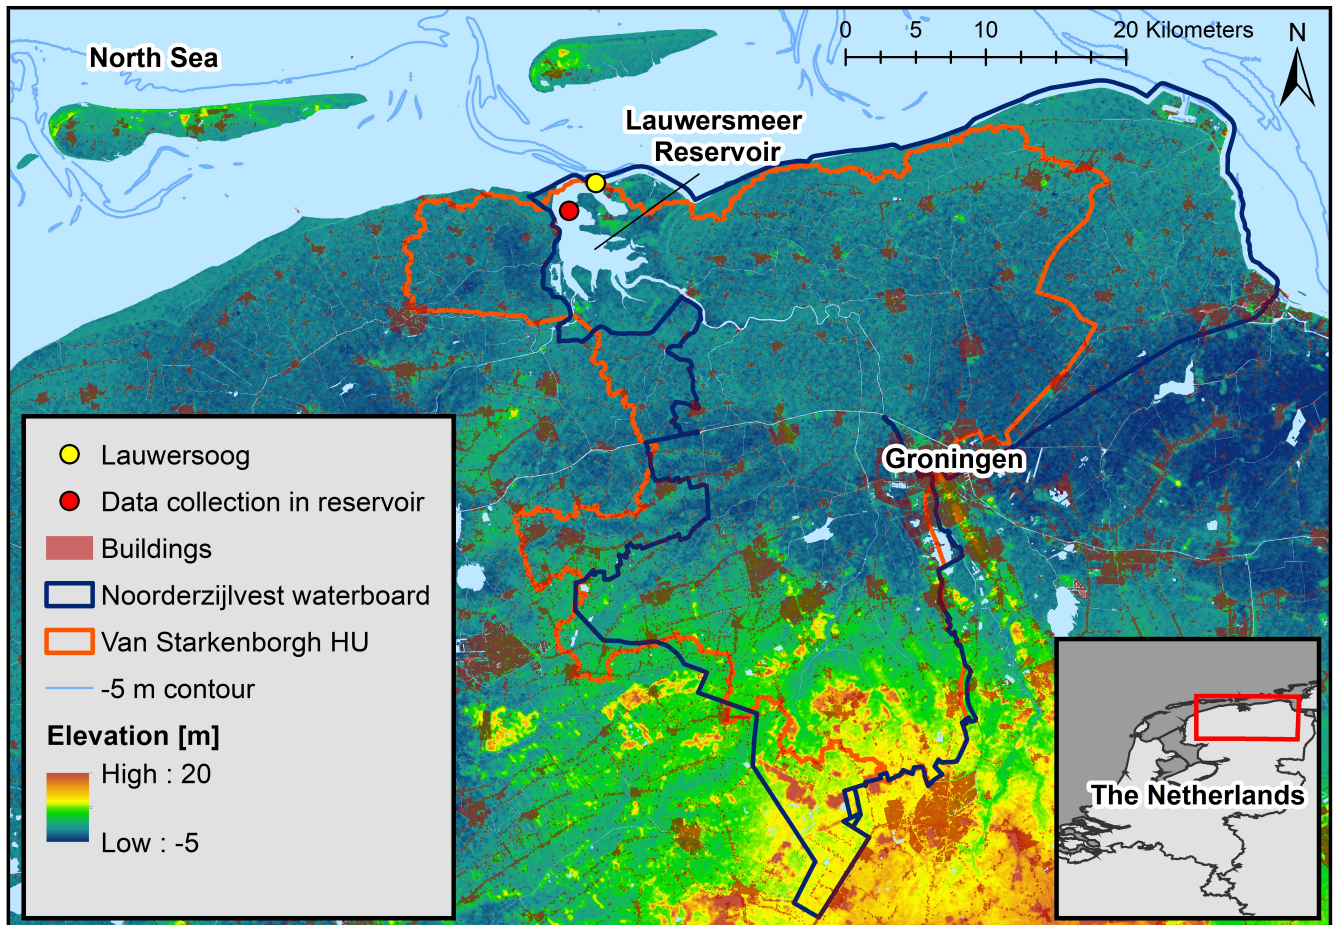 North Sea
0 5 10 20 Kilometers
N
Lauwersmeer
Reservoir
Groningen
Lauwersoog
Data collection in reservoir
Buildings
Noorderzijlvest waterboard
Van Starkenborgh HU
-5 m contour
Elevation [m]
High : 20
Low : -5
The Netherlands